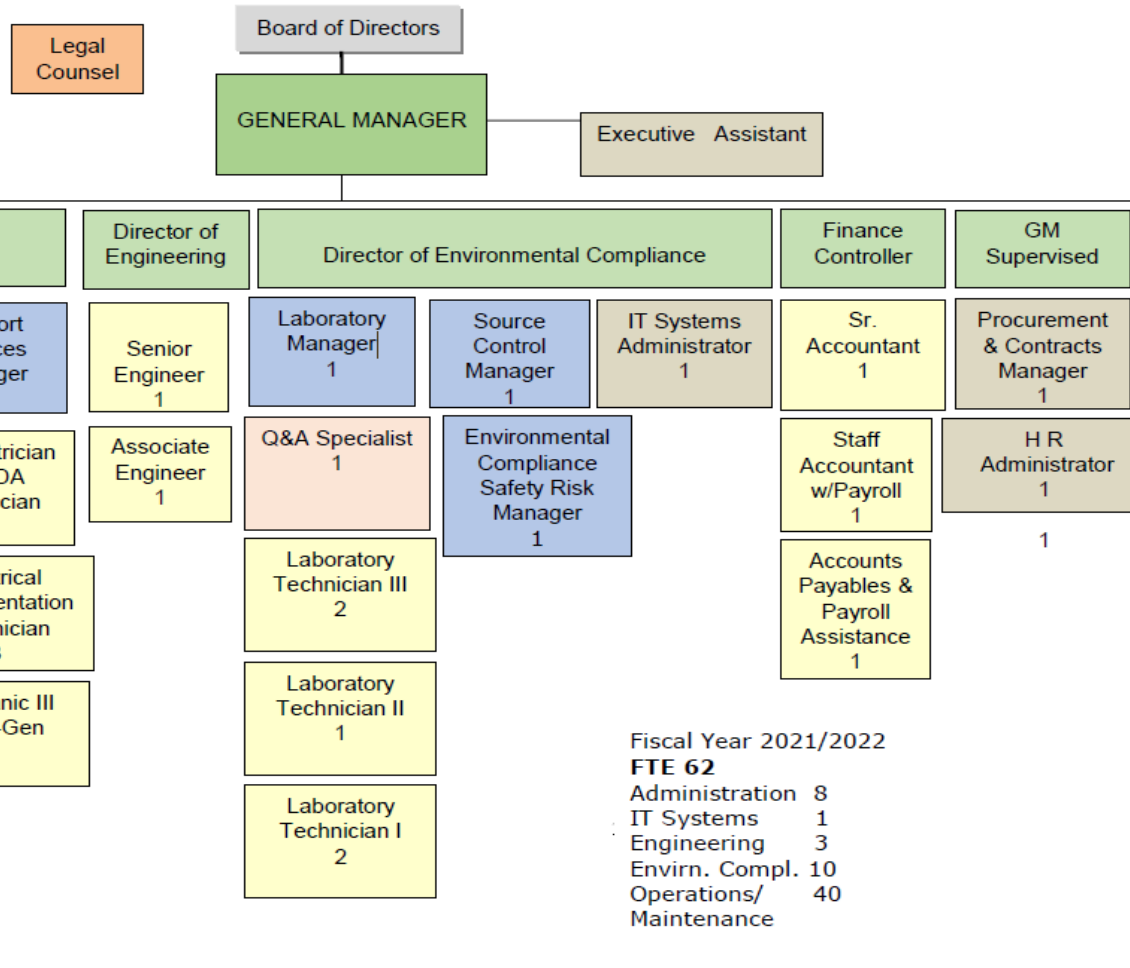 Board of Directors
Legal
Counsel
GENERAL MANAGER
Executive Assistant
Director of
Engineering
Director of Environmental Compliance
Finance
Controller
GM
Supervised
Senior
Engineer
1
Associate
Engineer
1
Laboratory
Manager
1
Q&A Specialist
1
Laboratory
Technician III
2
Laboratory
Technician II
1
Laboratory
Technician I
2
Source
Control
Manager
1
Environmental
Compliance
Safety Risk
Manager
1
IT Systems
Administrator
1
Sr.
Accountant
1
Staff
Accountant
w/Payroll
1
Accounts
Payables &
Payroll
Assistance
1
Procurement
& Contracts
Manager
1
H R
Administrator
1
1
Fiscal Year 2021/2022
FTE 62
Administration 8
IT Systems 1
Engineering 3
Envirn. Compl. 10
Operations/ 40
Maintenance